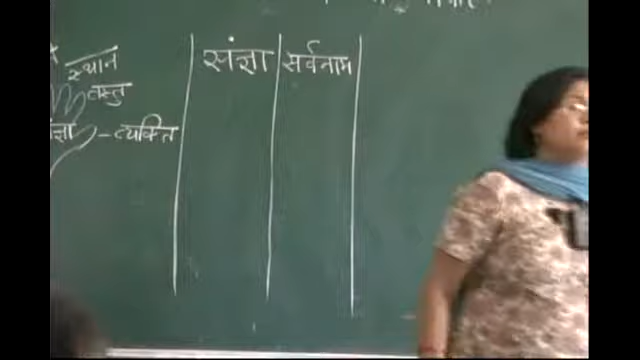 स्थान
वस्तु
– व्यक्ति
संज्ञा सर्वनाम